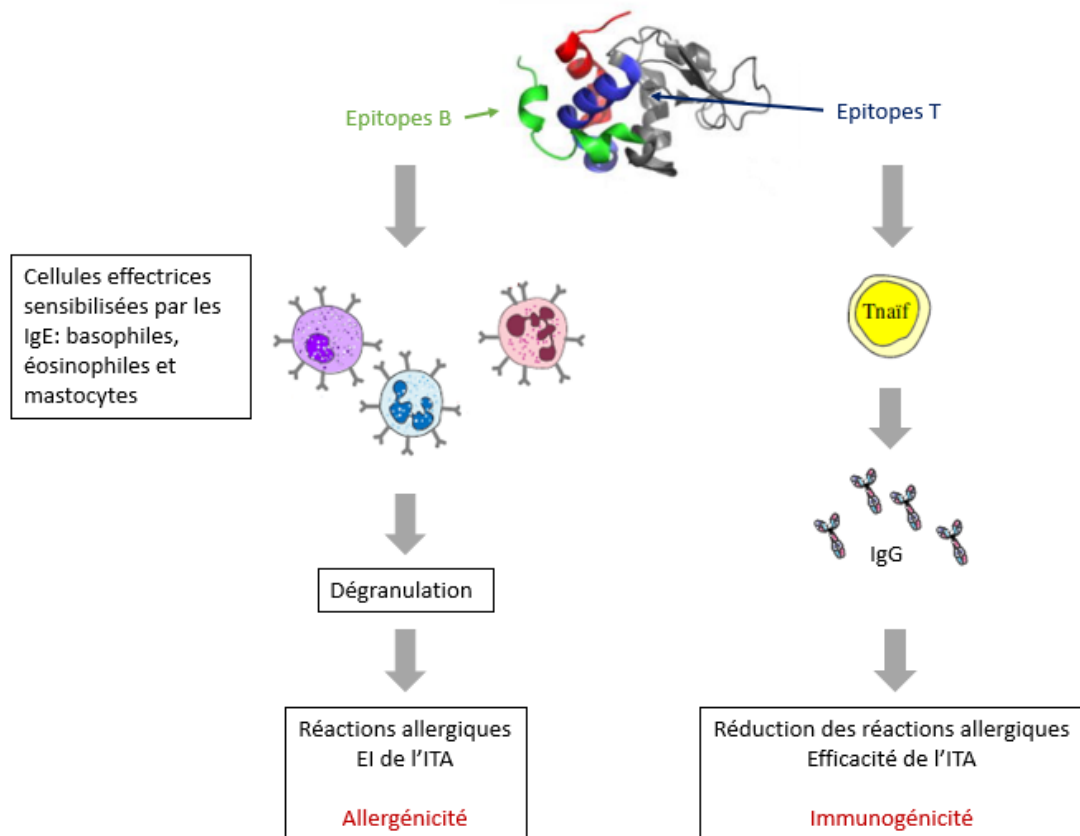 Epitopes B
Epitopes T
Cellules effectrices
sensibilisées par les
IgE: basophiles,
éosinophiles et
mastocytes
Tnaïf
IgG
Dégranulation
Réactions allergiques
EI de l’ITA
Allergénicité
Réduction des réactions allergiques
Efficacité de l’ITA
Immunogénicité